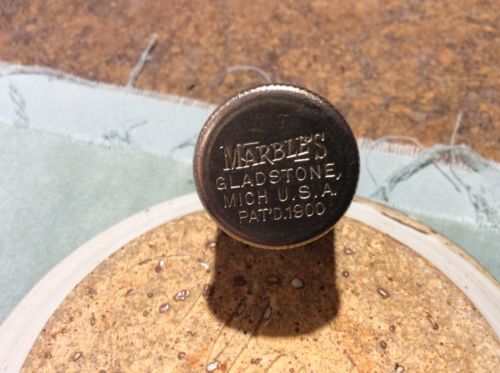 MARBLE'S
GLADSTONE,
MICH U.S.A.
PAT'D.1900